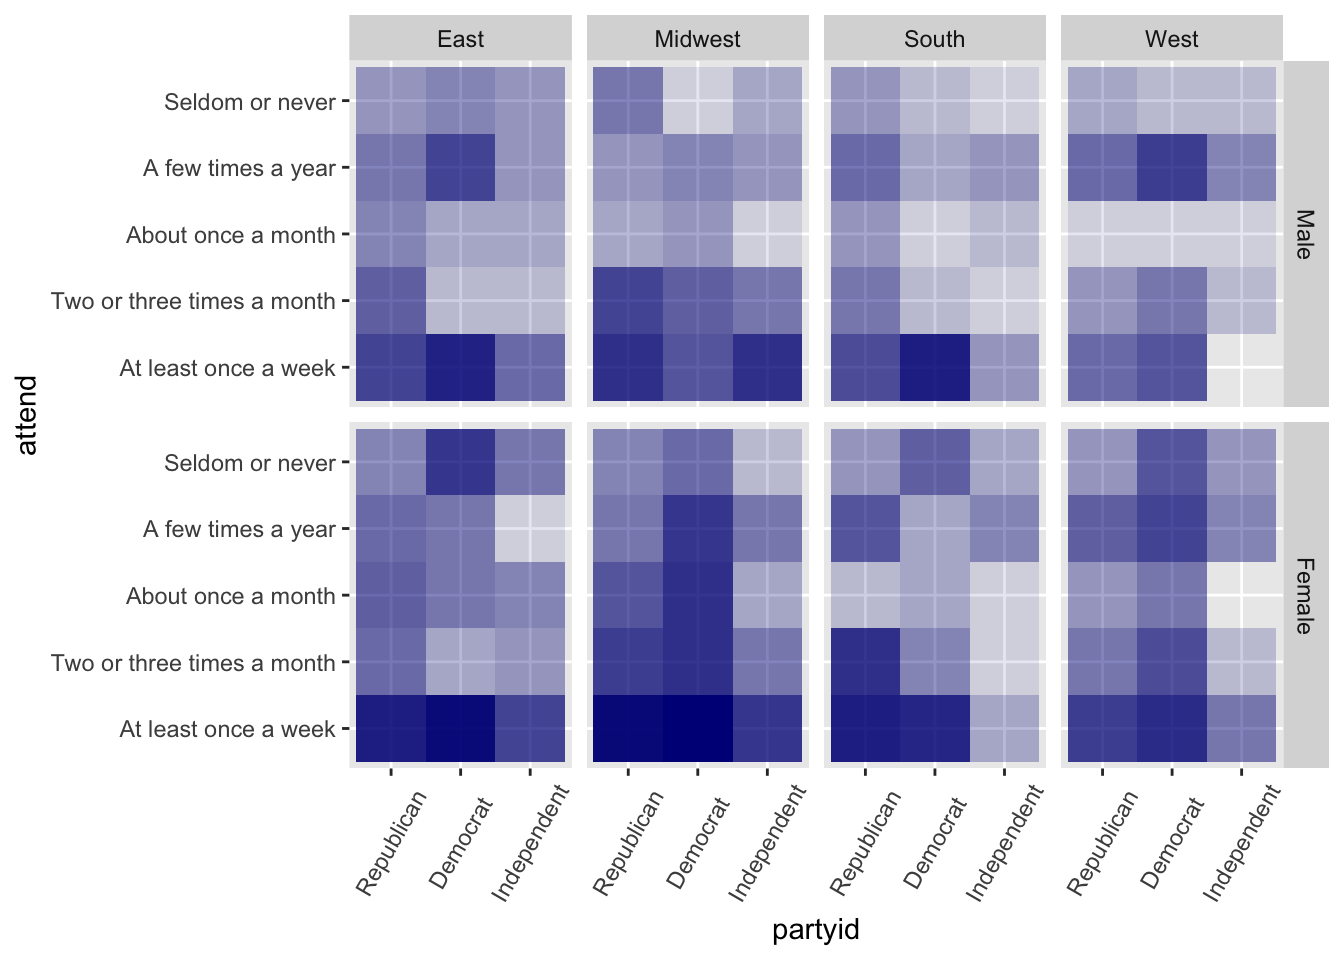 East
Midwest
South
West
attend
Seldom or never
A few times a year
About once a month
Two or three times a month
At least once a week
Male
Seldom or never
A few times a year
About once a month
Two or three times a month
At least once a week
Female
Republican
Democrat
Independent
Republican
Democrat
Independent
Republican
Democrat
Independent
Republican
Democrat
Independent
partyid